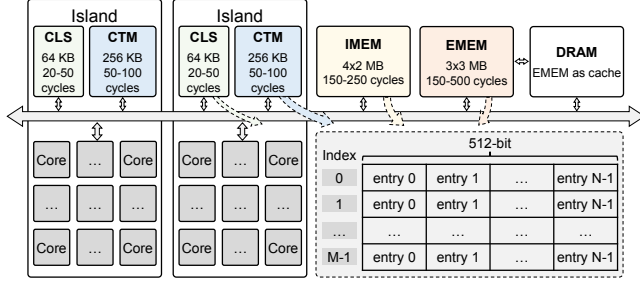 Island
Island
CLS
64 KB
20-50
cycles
CTM
256 KB
50-100
cycles
CLS
64 KB
20-50
cycles
CTM
256 KB
50-100
cycles
IMEM
4x2 MB
150-250 cycles
EMEM
3x3 MB
150-500 cycles
DRAM
EMEM as cache
Core ... Core
... ... ...
Core ... Core
Core ... Core
... ... ...
Core ... Core
512-bit
Index
0 entry 0 entry 1 ... entry N-1
1 entry 0 entry 1 ... entry N-1
... ... ... ... ...
M-1 entry 0 entry 1 ... entry N-1